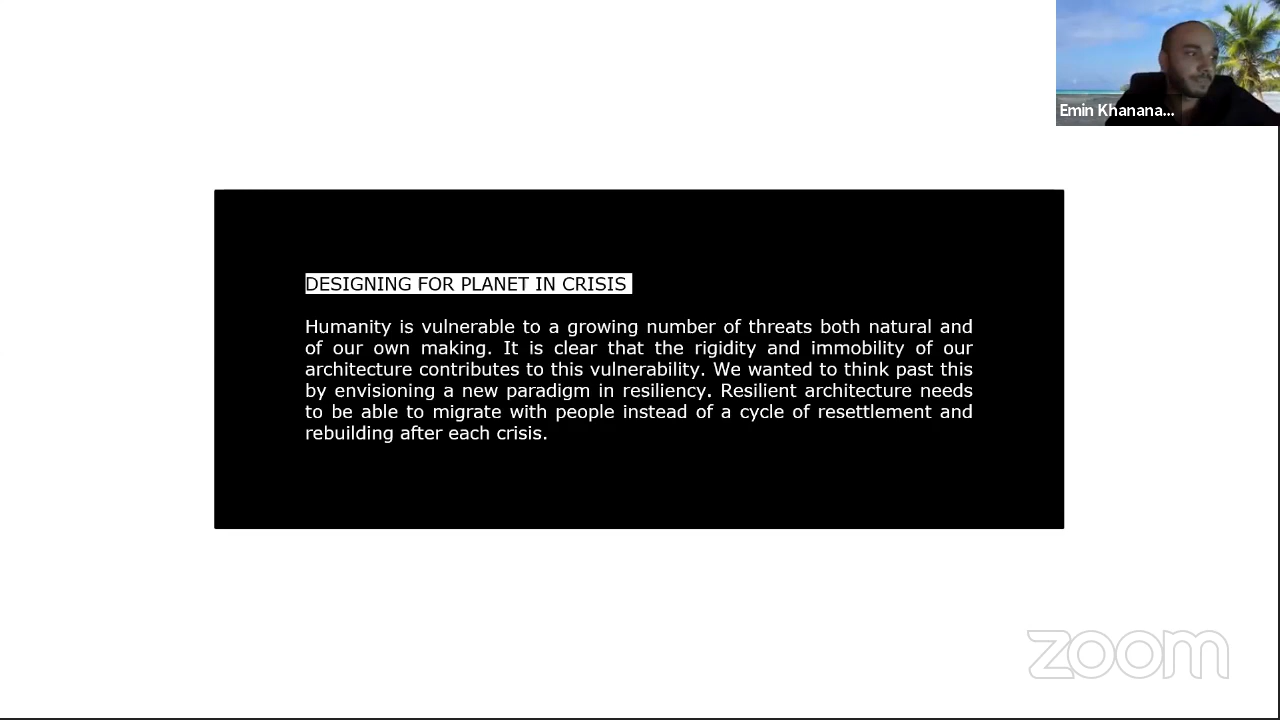 Emin Khanana...
DESIGNING FOR PLANET IN CRISIS
Humanity is vulnerable to a growing number of threats both natural and
of our own making. It is clear that the rigidity and immobility of our
architecture contributes to this vulnerability. We wanted to think past this
by envisioning a new paradigm in resiliency. Resilient architecture needs
to be able to migrate with people instead of a cycle of resettlement and
rebuilding after each crisis.
zoom